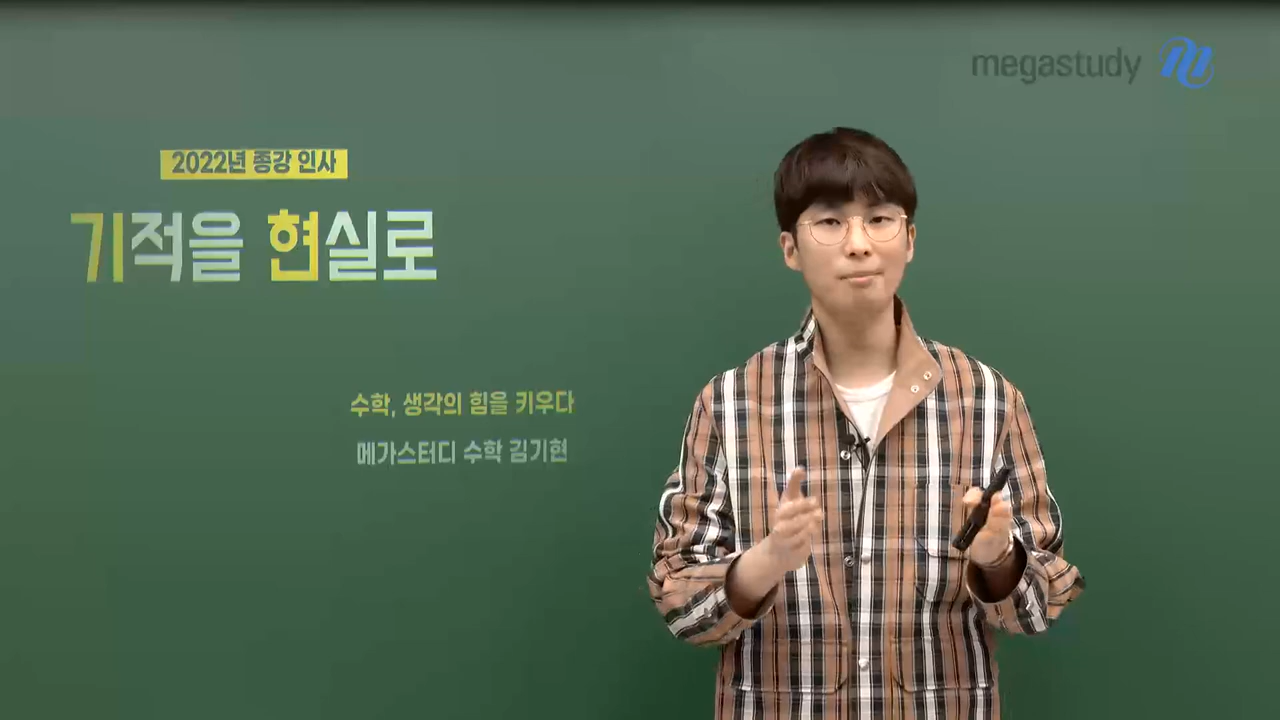 megastudy
2022년 종강 인사
기적을 현실로
수학, 생각의 힘을 키우다
메가스터디 수학 김기현